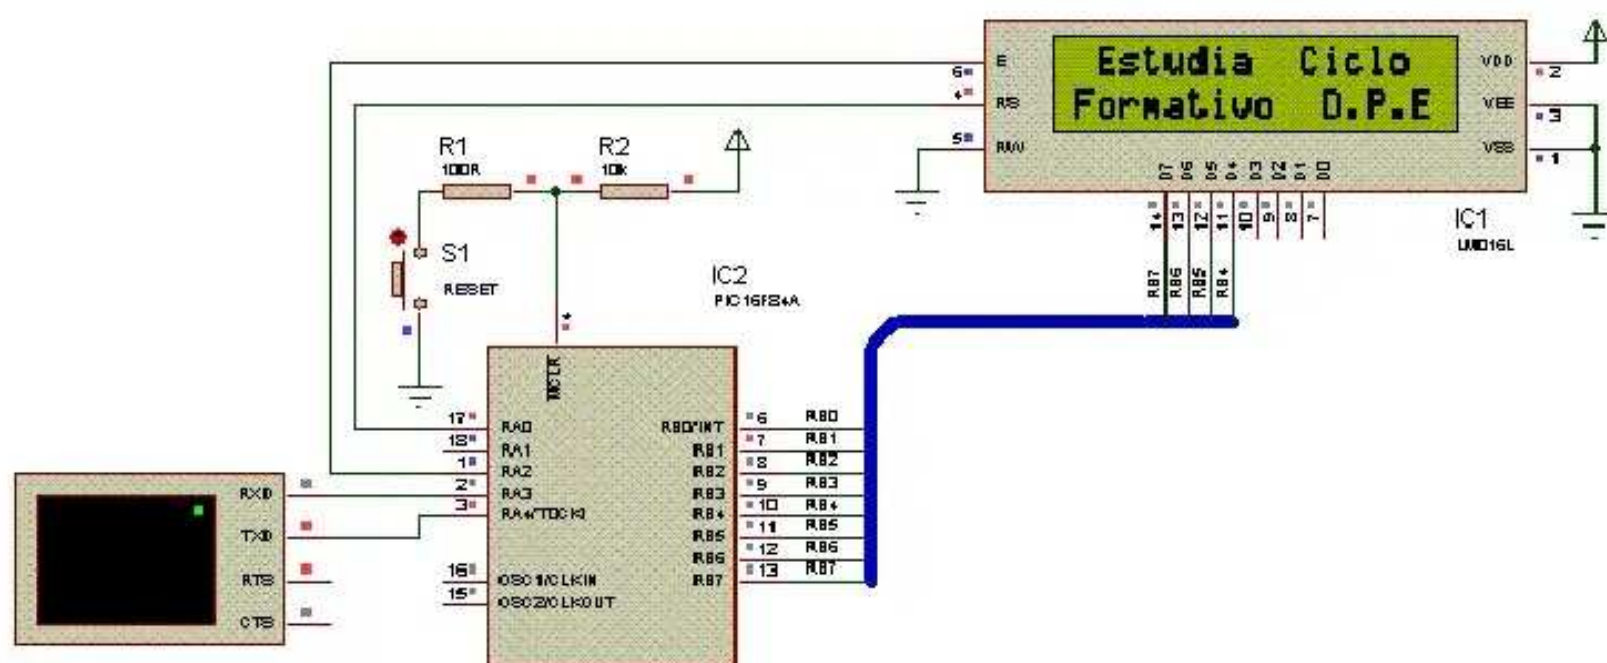 Estudia Ciclo
Formativo D.P.E
E
6
RS
4
RW
5
VDD
2
VEE
3
VSS
1
D7 D6 D5 D4 D3 D2 D1 D0
14 13 12 11 10 9 8 7
RB7 RB6 RB5 RB4
IC1
LM016L
R1
100R
R2
10k
S1
RESET
IC2
PIC16F84A
4
MCLR
17 RA0
18 RA1
1 RA2
2 RA3
3 RA4/T0CKI
16 OSC1/CLKIN
15 OSC2/CLKOUT
RB0/INT 6 RB0
RB1 7 RB1
RB2 8 RB2
RB3 9 RB3
RB4 10 RB4
RB5 11 RB5
RB6 12 RB6
RB7 13 RB7
RXD
TXD
RTS
CTS